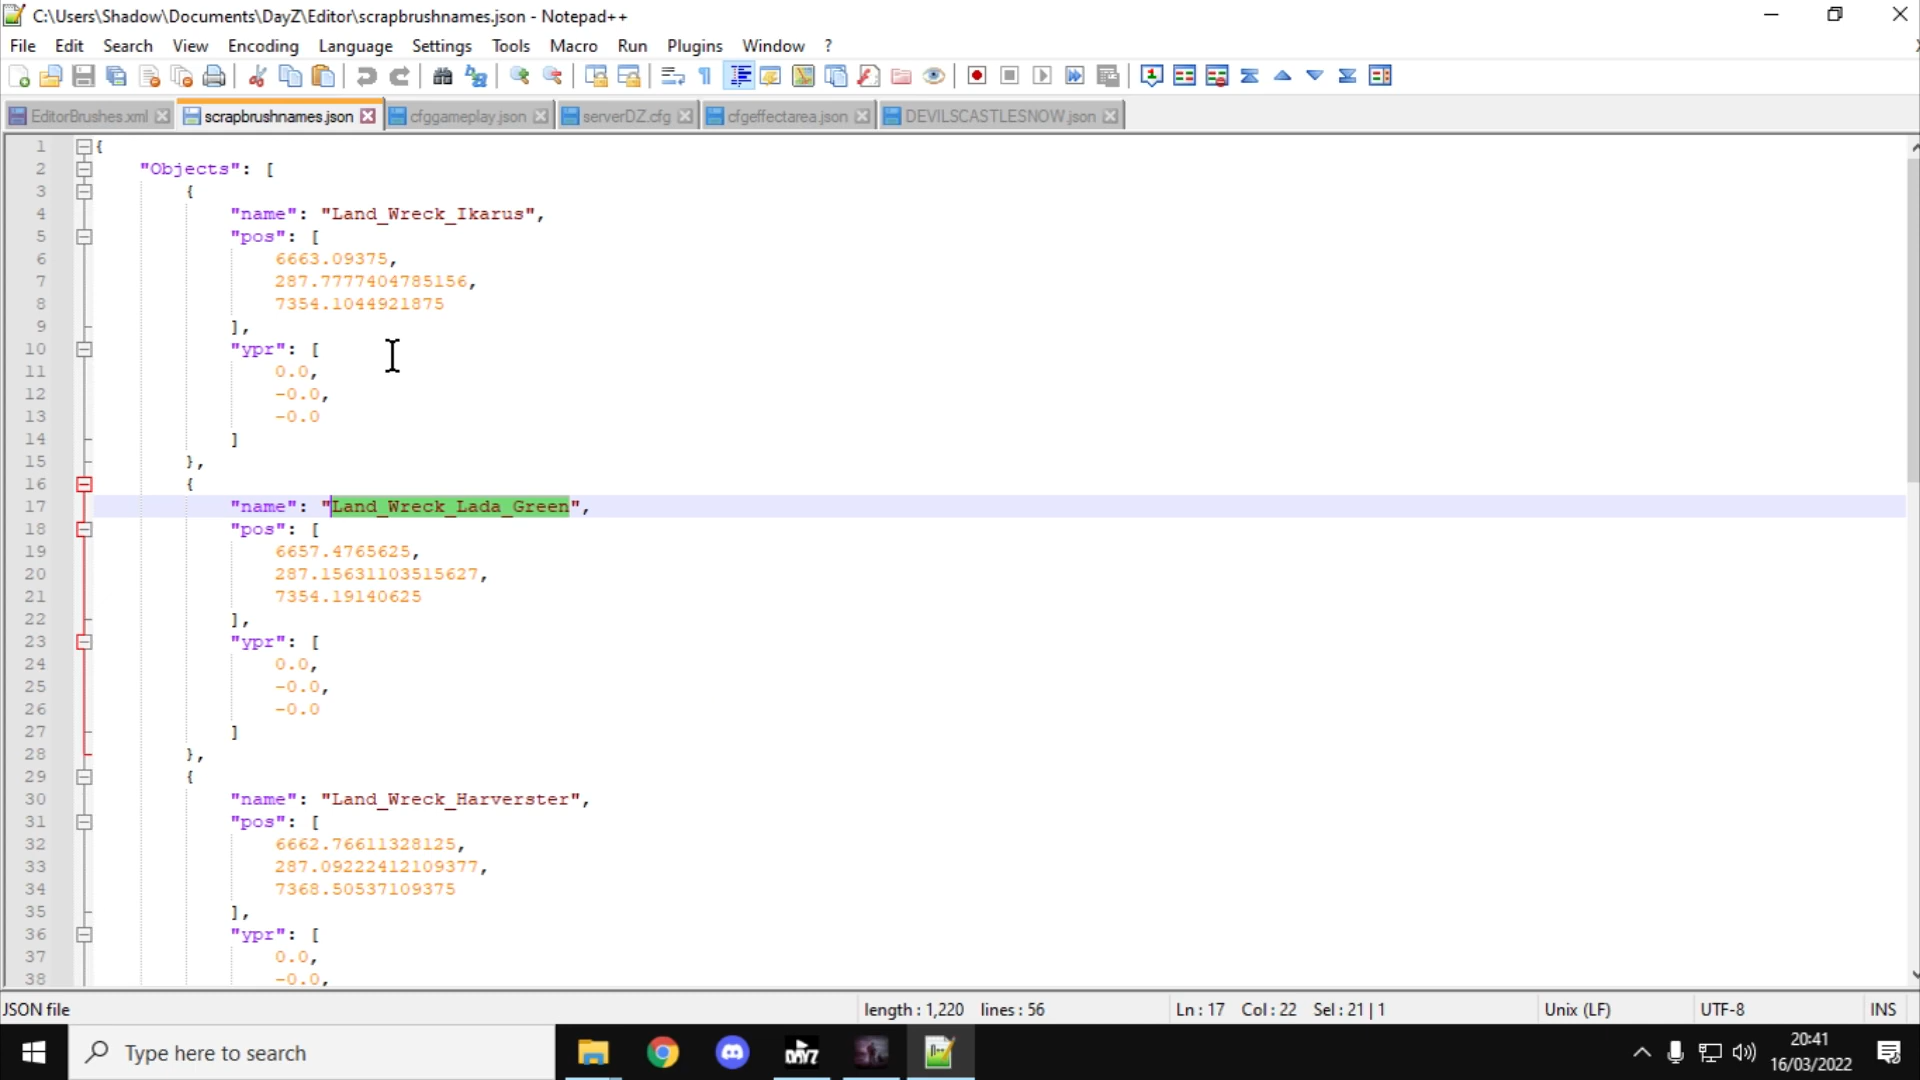 C:\Users\Shadow\Documents\DayZ\Editor\scrapbrushnames.json - Notepad++
File Edit Search View Encoding Language Settings Tools Macro Run Plugins Window ?
EditorBrushes.xml scrapbrushnames.json cfggameplay.json serverDZ.cfg cfgeffectarea.json DEVILSCASTLESNOW.json
1 {
2 "Objects": [
3 {
4 "name": "Land_Wreck_Ikarus",
5 "pos": [
6 6663.09375,
7 287.7777404785156,
8 7354.1044921875
9 ],
10 "ypr": [
11 0.0,
12 -0.0,
13 -0.0
14 ]
15 },
16 {
17 "name": "Land_Wreck_Lada_Green",
18 "pos": [
19 6657.4765625,
20 287.15631103515627,
21 7354.19140625
22 ],
23 "ypr": [
24 0.0,
25 -0.0,
26 -0.0
27 ]
28 },
29 {
30 "name": "Land_Wreck_Harverster",
31 "pos": [
32 6662.76611328125,
33 287.09222412109377,
34 7368.50537109375
35 ],
36 "ypr": [
37 0.0,
38 -0.0,
JSON file length : 1,220 lines : 56 Ln : 17 Col : 22 Sel : 21 | 1 Unix (LF) UTF-8 INS
Type here to search
DAYZ
20:41
16/03/2022